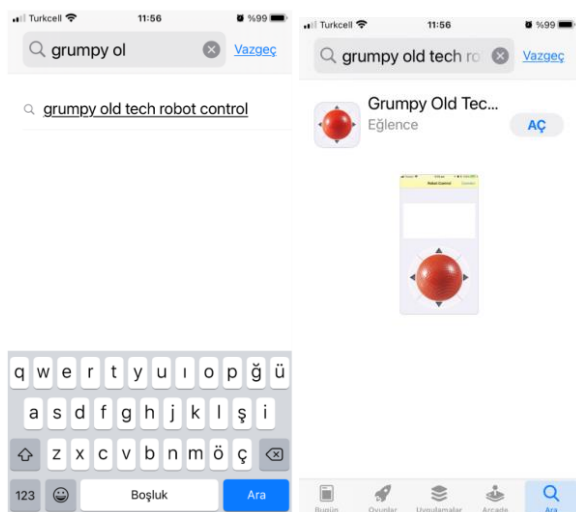 Turkcell 11:56 %99
grumpy ol Vazgeç
grumpy old tech robot control
q w e r t y u ı o p ğ ü
a s d f g h j k l ş i
z x c v b n m ö ç
123 Boşluk Ara
Turkcell 11:56 %99
grumpy old tech ro Vazgeç
Grumpy Old Tec...
Eğlence
AÇ
Robot Control
Bugün Oyunlar Uygulamalar Arcade Ara